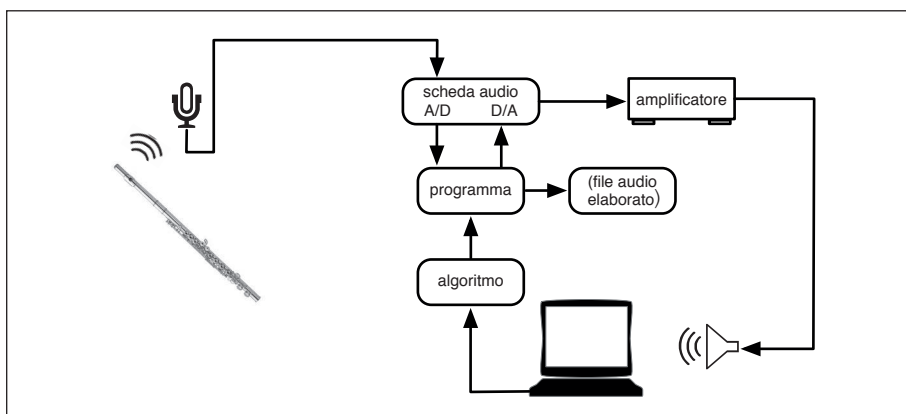 scheda audio
A/D D/A
amplificatore
programma
(file audio
elaborato)
algoritmo